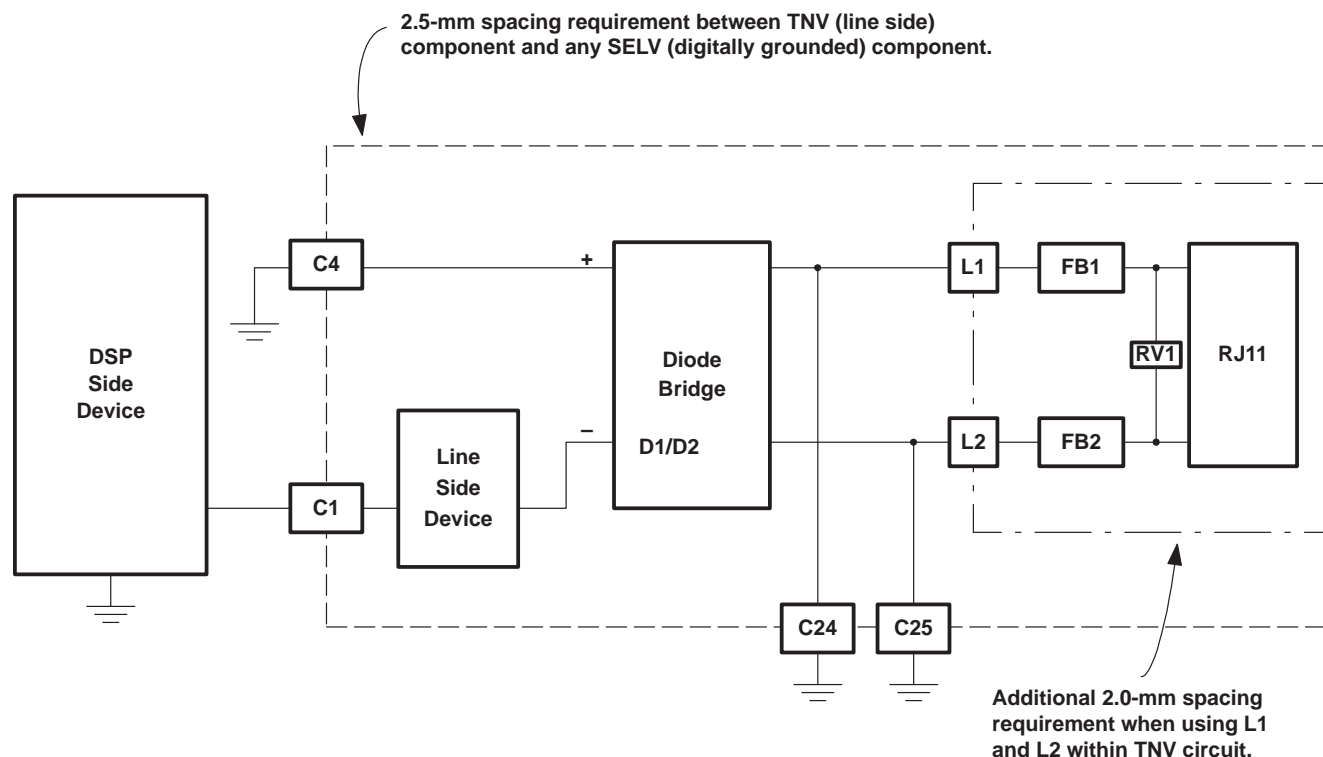 2.5-mm spacing requirement between TNV (line side)
component and any SELV (digitally grounded) component.
C4
+
L1
FB1
DSP
Side
Device
Diode
Bridge
RV1
RJ11
–
D1/D2
L2
FB2
Line
Side
Device
C1
C24
C25
Additional 2.0-mm spacing
requirement when using L1
and L2 within TNV circuit.